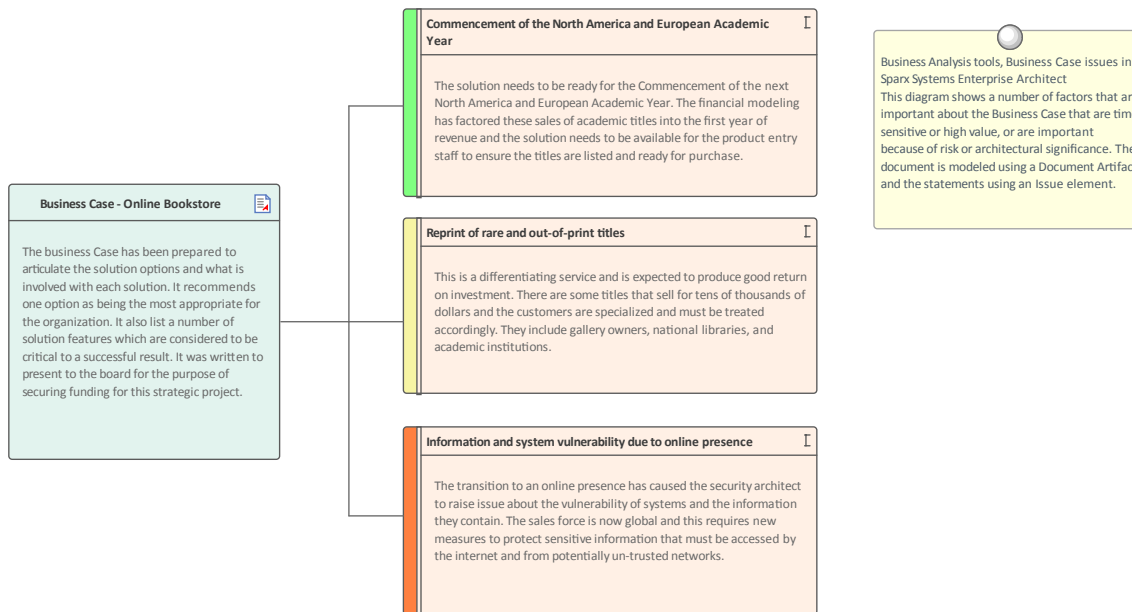 Commencement of the North America and European Academic
Year
The solution needs to be ready for the Commencement of the next
North America and European Academic Year. The financial modeling
has factored these sales of academic titles into the first year of
revenue and the solution needs to be available for the product entry
staff to ensure the titles are listed and ready for purchase.
Business Analysis tools, Business Case issues in
Sparx Systems Enterprise Architect
This diagram shows a number of factors that
important about the Business Case that are
sensitive or high value, or are important
because of risk or architectural significance.
document is modeled using a Document
and the statements using an Issue element.
Business Case - Online Bookstore
The business Case has been prepared to
articulate the solution options and what is
involved with each solution. It recommends
one option as being the most appropriate for
the organization. It also list a number of
solution features which are considered to be
critical to a successful result. It was written to
present to the board for the purpose of
securing funding for this strategic project.
Reprint of rare and out-of-print titles
This is a differentiating service and is expected to produce good return
on investment. There are some titles that sell for tens of thousands of
dollars and the customers are specialized and must be treated
accordingly. They include gallery owners, national libraries, and
academic institutions.
Information and system vulnerability due to online presence
The transition to an online presence has caused the security architect
to raise issue about the vulnerability of systems and the information
they contain. The sales force is now global and this requires new
measures to protect sensitive information that must be accessed by
the internet and from potentially un-trusted networks.